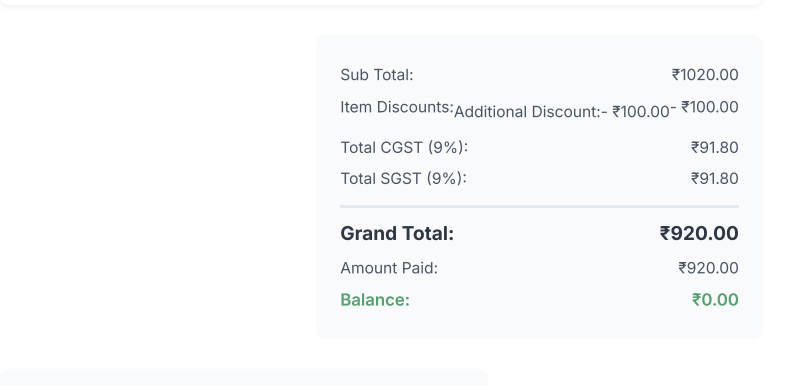 Sub Total: ₹1020.00
Item Discounts:Additional Discount:- ₹100.00- ₹100.00
Total CGST (9%): ₹91.80
Total SGST (9%): ₹91.80
Grand Total: ₹920.00
Amount Paid: ₹920.00
Balance: ₹0.00